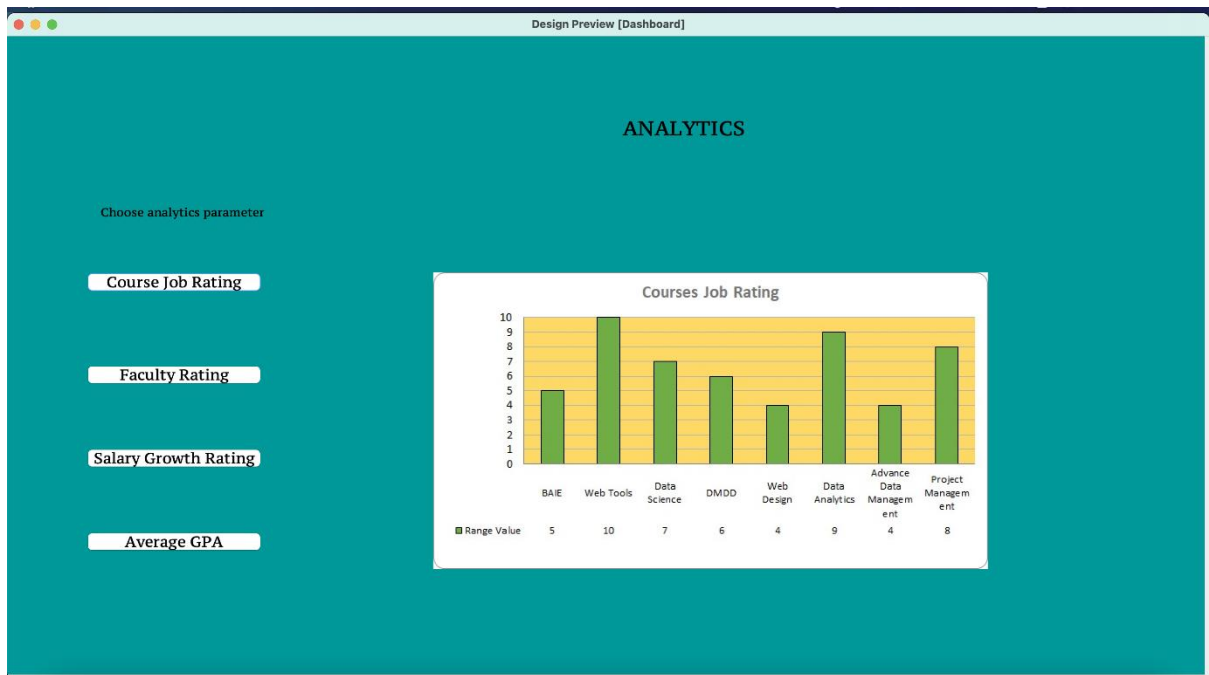 Design Preview [Dashboard]
ANALYTICS
Choose analytics parameter
Course Job Rating
Faculty Rating
Salary Growth Rating
Average GPA
Courses Job Rating
10
9
8
7
6
5
4
3
2
1
0
BAIE
Web Tools
Data
Science
DMDD
Web
Design
Data
Analytics
Advance
Data
Managem
ent
Project
Managem
ent
Range Value 5 10 7 6 4 9 4 8